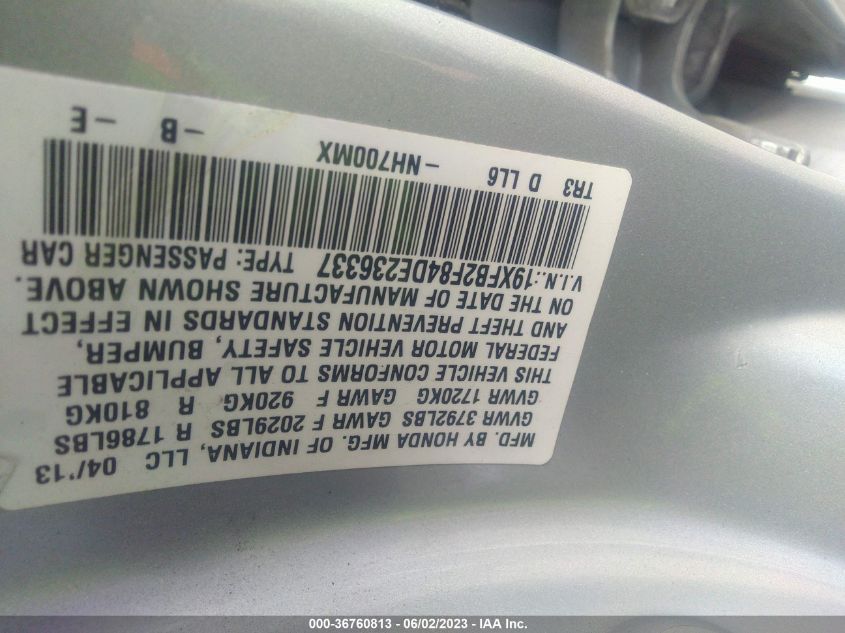 MFD. BY HONDA MFG. OF INDIANA, LLC 04/'13
GVWR 3792LBS GAWR F 2029LBS R 1786LBS
GVWR 1720KG GAWR F 920KG R 810KG
THIS VEHICLE CONFORMS TO ALL APPLICABLE
FEDERAL MOTOR VEHICLE SAFETY, BUMPER,
AND THEFT PREVENTION STANDARDS IN EFFECT
ON THE DATE OF MANUFACTURE SHOWN ABOVE.
V.I.N.:19XFB2F84DE236337 TYPE: PASSENGER CAR
TR3 D LL6 -NH700MX -B -E
000-36760813 - 06/02/2023 - IAA Inc.